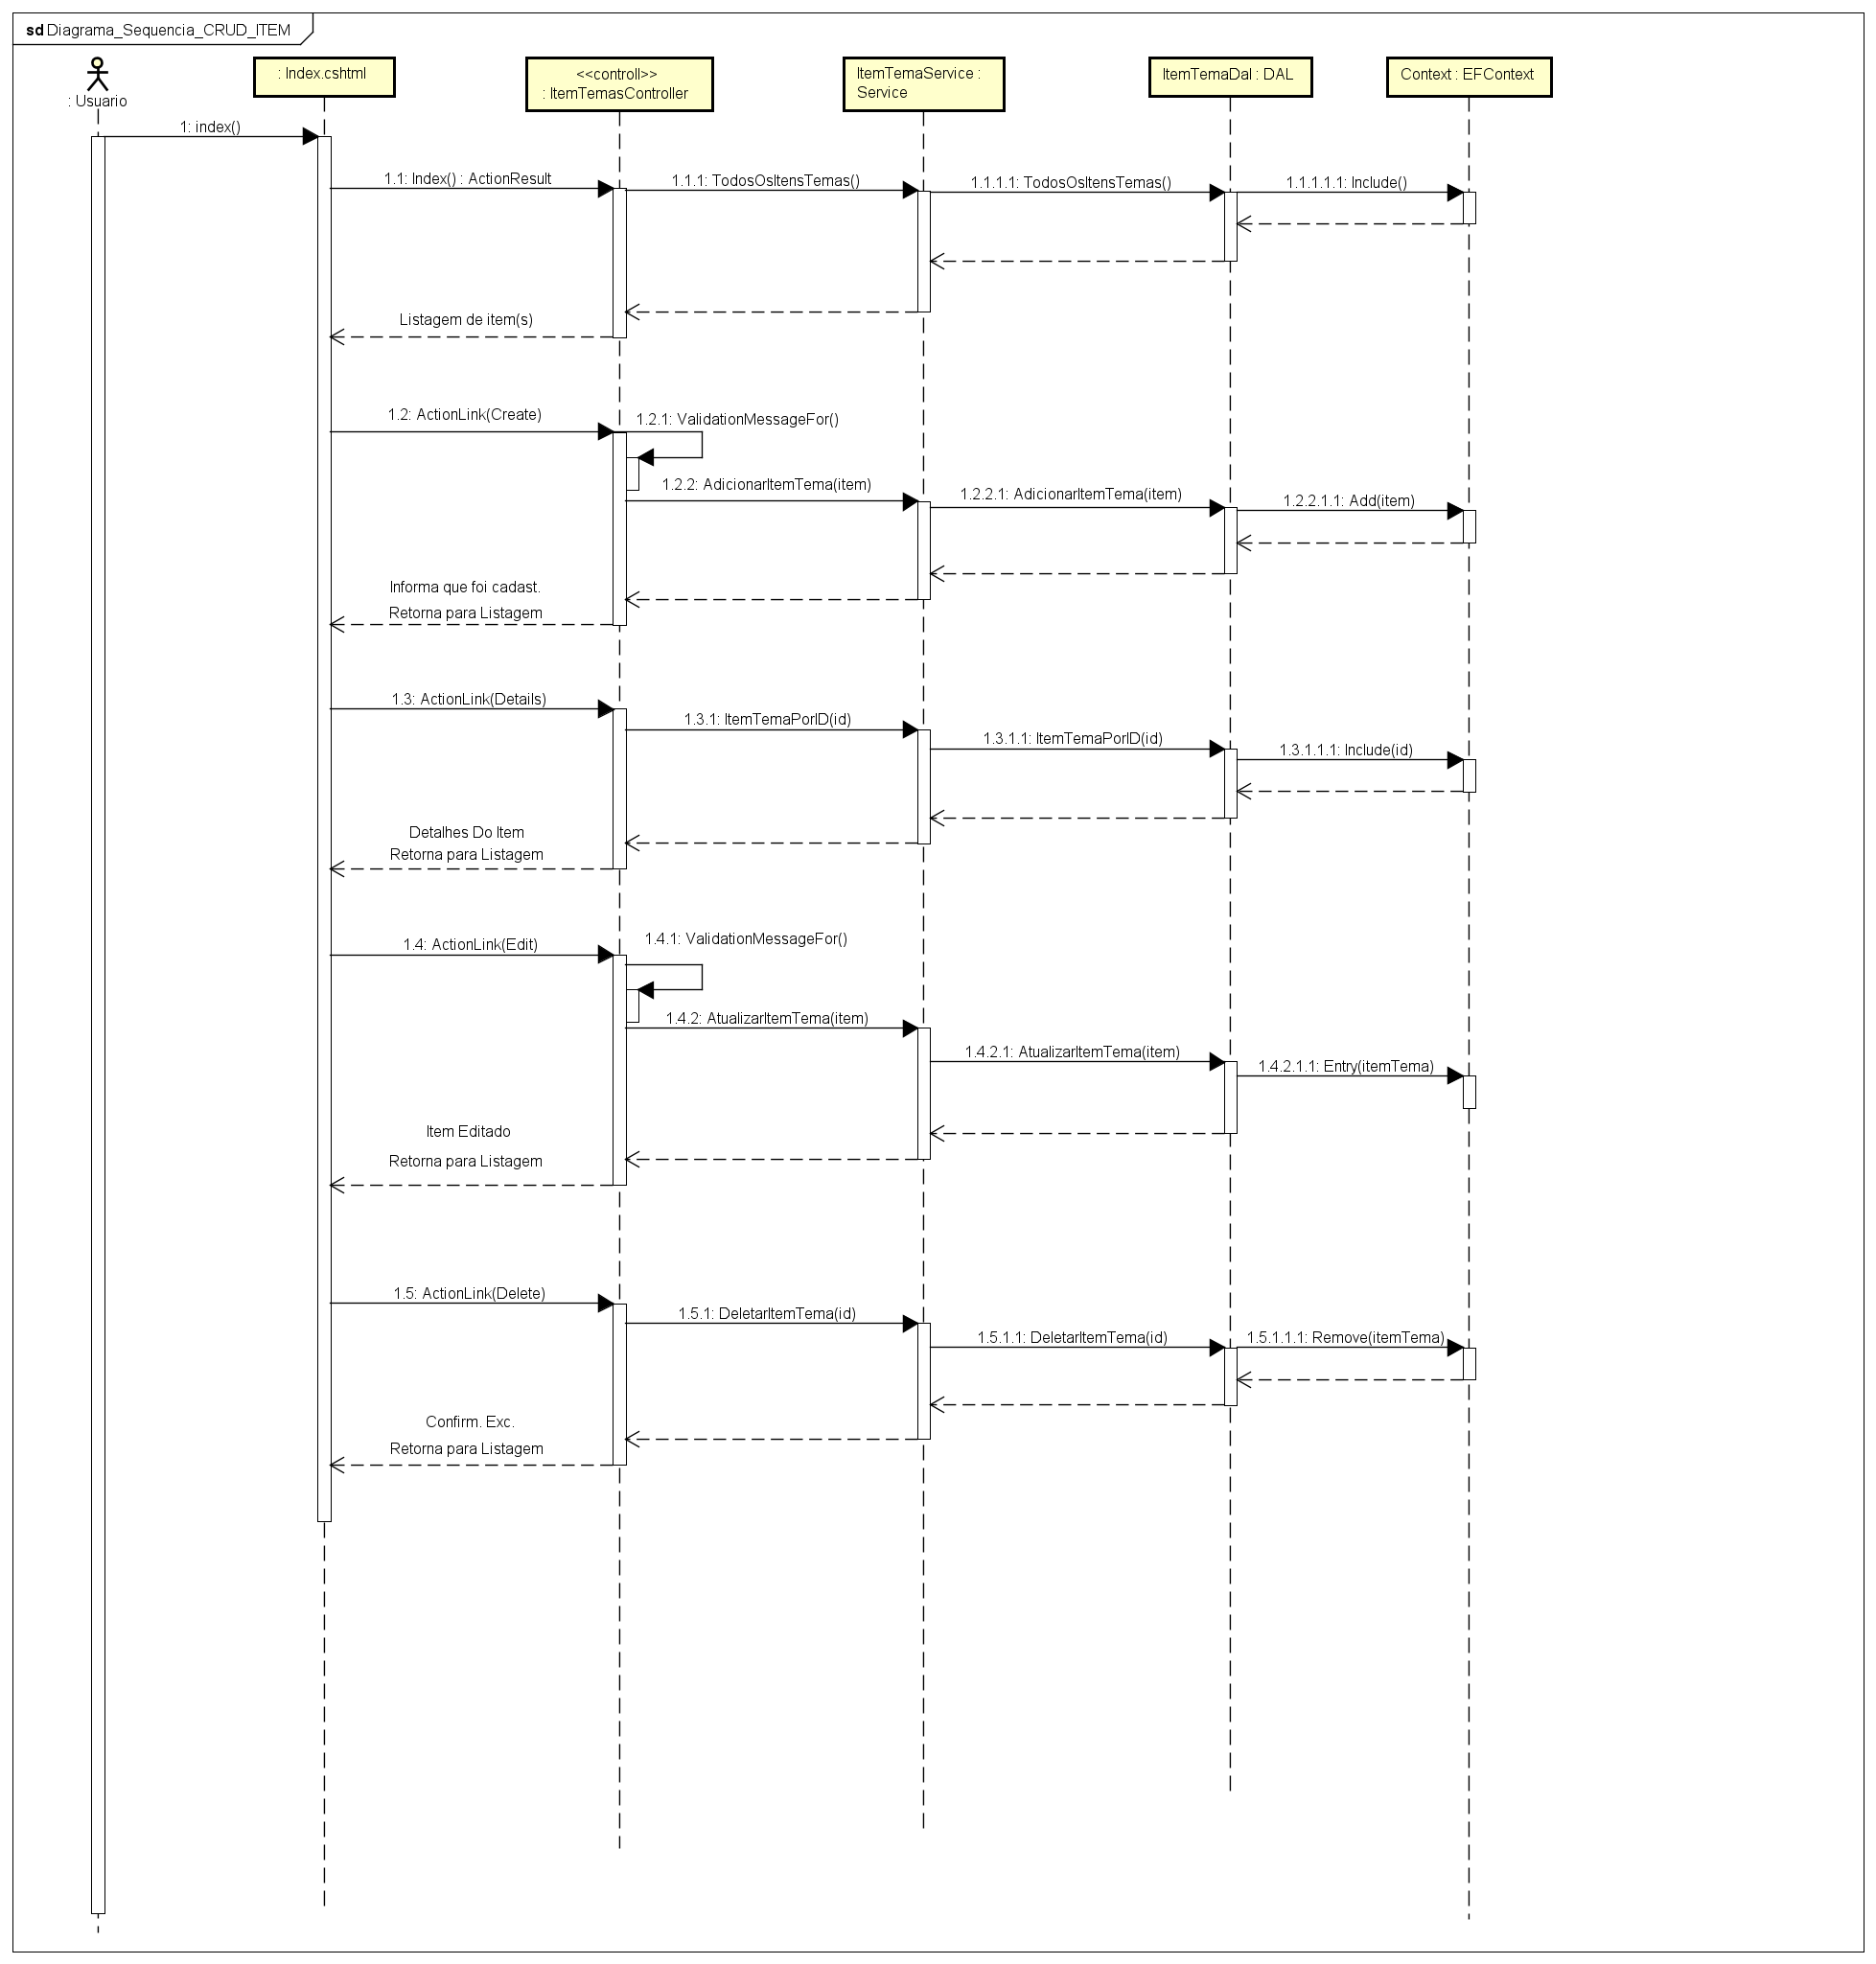 sd Diagrama_Sequencia_CRUD_ITEM
: Usuario
: Index.cshtml
<<controll>>
: ItemTemasController
ItemTemaService :
Service
ItemTemaDal : DAL
Context : EFContext
1: index()
1.1: Index() : ActionResult
1.1.1: TodosOsItensTemas()
1.1.1.1: TodosOsItensTemas()
1.1.1.1.1: Include()
Listagem de item(s)
1.2: ActionLink(Create)
1.2.1: ValidationMessageFor()
1.2.2: AdicionarItemTema(item)
1.2.2.1: AdicionarItemTema(item)
1.2.2.1.1: Add(item)
Informa que foi cadast.
Retorna para Listagem
1.3: ActionLink(Details)
1.3.1: ItemTemaPorID(id)
1.3.1.1: ItemTemaPorID(id)
1.3.1.1.1: Include(id)
Detalhes Do Item
Retorna para Listagem
1.4: ActionLink(Edit)
1.4.1: ValidationMessageFor()
1.4.2: AtualizarItemTema(item)
1.4.2.1: AtualizarItemTema(item)
1.4.2.1.1: Entry(itemTema)
Item Editado
Retorna para Listagem
1.5: ActionLink(Delete)
1.5.1: DeletarItemTema(id)
1.5.1.1: DeletarItemTema(id)
1.5.1.1.1: Remove(itemTema)
Confirm. Exc.
Retorna para Listagem